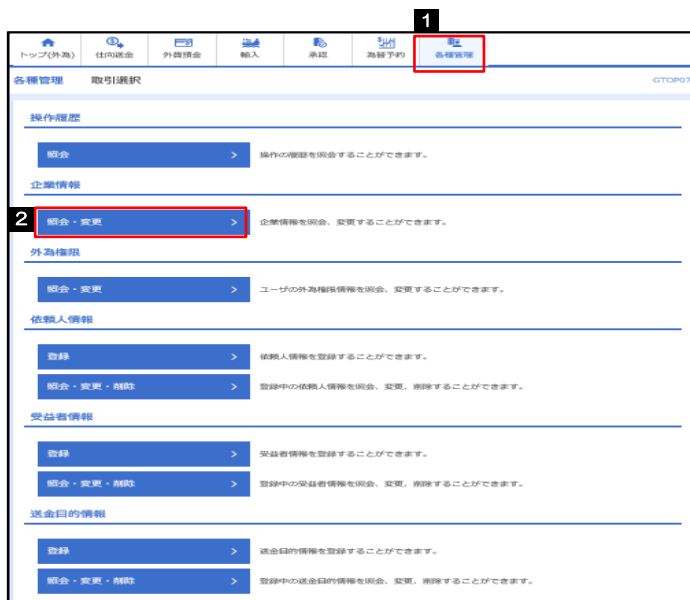 1
トップ(外為) 仕向送金 外貨預金 輸入 承認 為替予約 各種管理
各種管理 取引選択 GTOP07
操作履歴
照会 > 操作の履歴を照会することができます。
企業情報
2 照会・変更 > 企業情報を照会、変更することができます。
外為権限
照会・変更 > ユーザの外為権限情報を照会、変更することができます。
依頼人情報
登録 > 依頼人情報を登録することができます。
照会・変更・削除 > 登録中の依頼人情報を照会、変更、削除することができます。
受益者情報
登録 > 受益者情報を登録することができます。
照会・変更・削除 > 登録中の受益者情報を照会、変更、削除することができます。
送金目的情報
登録 > 送金目的情報を登録することができます。
照会・変更・削除 > 登録中の送金目的情報を照会、変更、削除することができます。